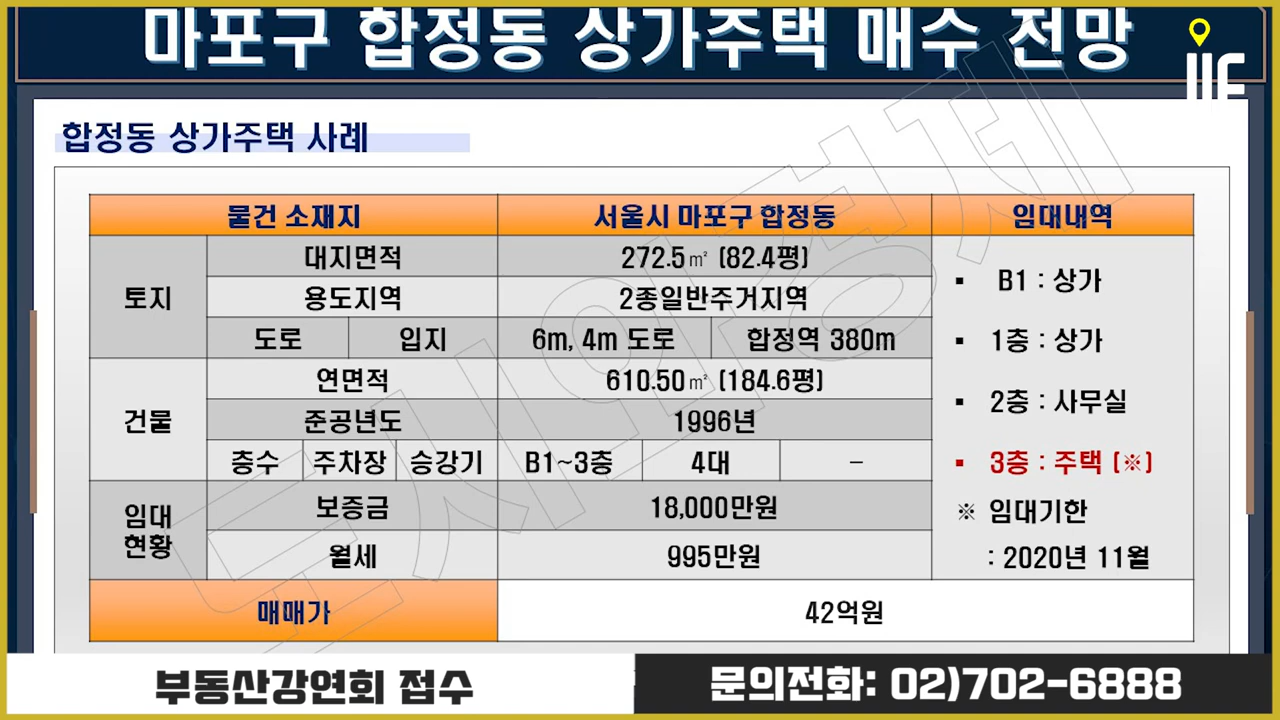 마포구 합정동 상가주택 매수 전망
IIF
합정동 상가주택 사례
물건 소재지 서울시 마포구 합정동 임대내역
토지 대지면적 272.5㎡ (82.4평)
용도지역 2종일반주거지역
도로 입지 6m, 4m 도로 합정역 380m
건물 연면적 610.50㎡ (184.6평)
준공년도 1996년
층수 주차장 승강기 B1~3층 4대 –
임대현황 보증금 18,000만원
월세 995만원
▪ B1 : 상가
▪ 1층 : 상가
▪ 2층 : 사무실
▪ 3층 : 주택 (※)
※ 임대기한
: 2020년 11월
매매가 42억원
부동산강연회 접수 문의전화: 02)702-6888